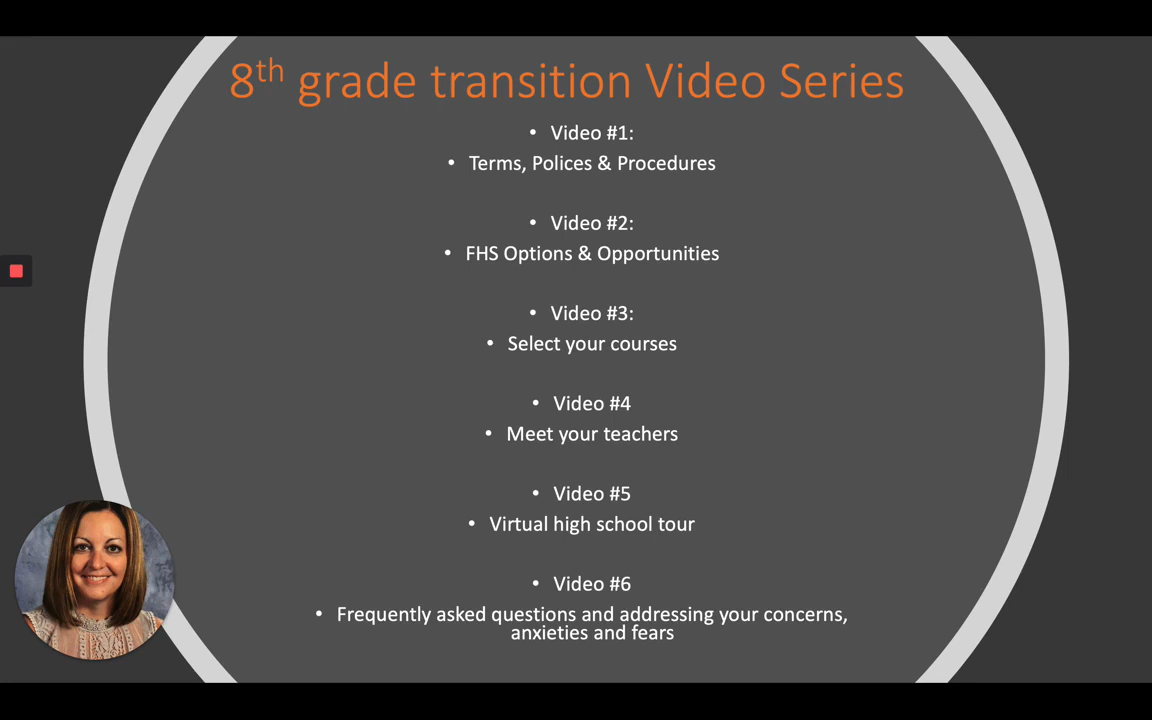 8th grade transition Video Series
• Video #1:
• Terms, Polices & Procedures
• Video #2:
• FHS Options & Opportunities
• Video #3:
• Select your courses
• Video #4
• Meet your teachers
• Video #5
• Virtual high school tour
• Video #6
• Frequently asked questions and addressing your concerns,
anxieties and fears